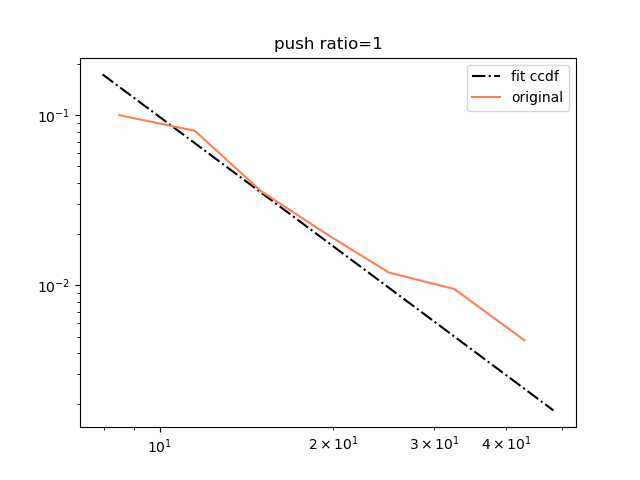 push ratio=1
fit ccdf
original
10⁻¹
10⁻²
10¹
2 × 10¹
3 × 10¹
4 × 10¹